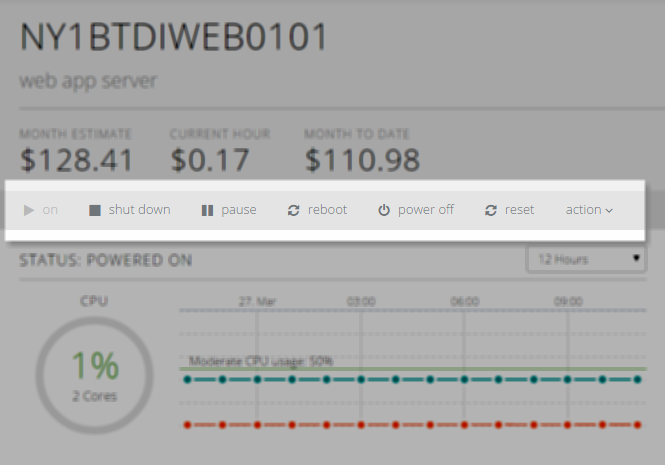 NY1BTDIWEB0101
web app server
MONTH ESTIMATE CURRENT HOUR MONTH TO DATE
$128.41 $0.17 $110.98
on shut down pause reboot power off reset action
STATUS: POWERED ON 12 Hours
CPU 27. Mar 03:00 06:00 09:00
Moderate CPU usage: 50%
1%
2 Cores